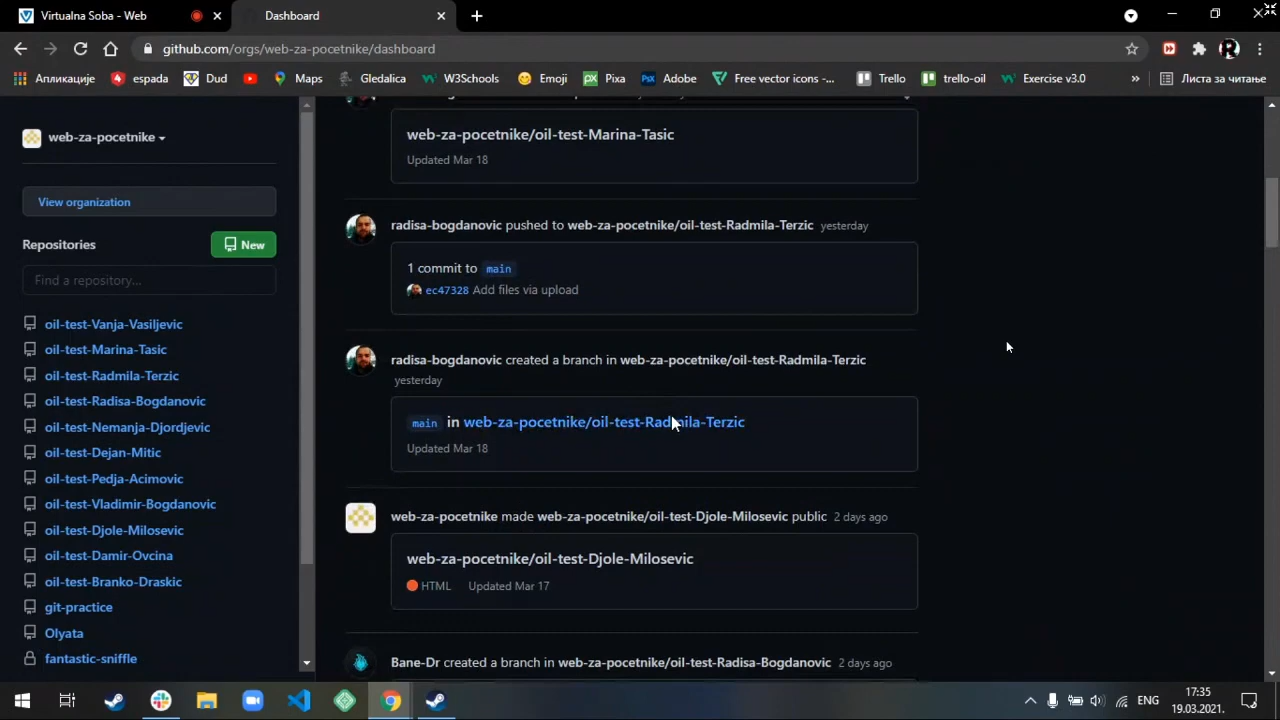 Virtualna Soba - Web
Dashboard
github.com/orgs/web-za-pocetnike/dashboard
Апликације
espada
Dud
Maps
Gledalica
W3Schools
Emoji
Pixa
Adobe
Free vector icons -...
Trello
trello-oil
Exercise v3.0
»
Листа за читање
web-za-pocetnike
View organization
Repositories
New
Find a repository...
oil-test-Vanja-Vasiljevic
oil-test-Marina-Tasic
oil-test-Radmila-Terzic
oil-test-Radisa-Bogdanovic
oil-test-Nemanja-Djordjevic
oil-test-Dejan-Mitic
oil-test-Pedja-Acimovic
oil-test-Vladimir-Bogdanovic
oil-test-Djole-Milosevic
oil-test-Damir-Ovcina
oil-test-Branko-Draskic
git-practice
Olyata
fantastic-sniffle
web-za-pocetnike/oil-test-Marina-Tasic
Updated Mar 18
radisa-bogdanovic pushed to web-za-pocetnike/oil-test-Radmila-Terzic yesterday
1 commit to main
ec47328 Add files via upload
radisa-bogdanovic created a branch in web-za-pocetnike/oil-test-Radmila-Terzic
yesterday
main in web-za-pocetnike/oil-test-Radmila-Terzic
Updated Mar 18
web-za-pocetnike made web-za-pocetnike/oil-test-Djole-Milosevic public 2 days ago
web-za-pocetnike/oil-test-Djole-Milosevic
HTML Updated Mar 17
Bane-Dr created a branch in web-za-pocetnike/oil-test-Radisa-Bogdanovic 2 days ago
ENG
17:35
19.03.2021.